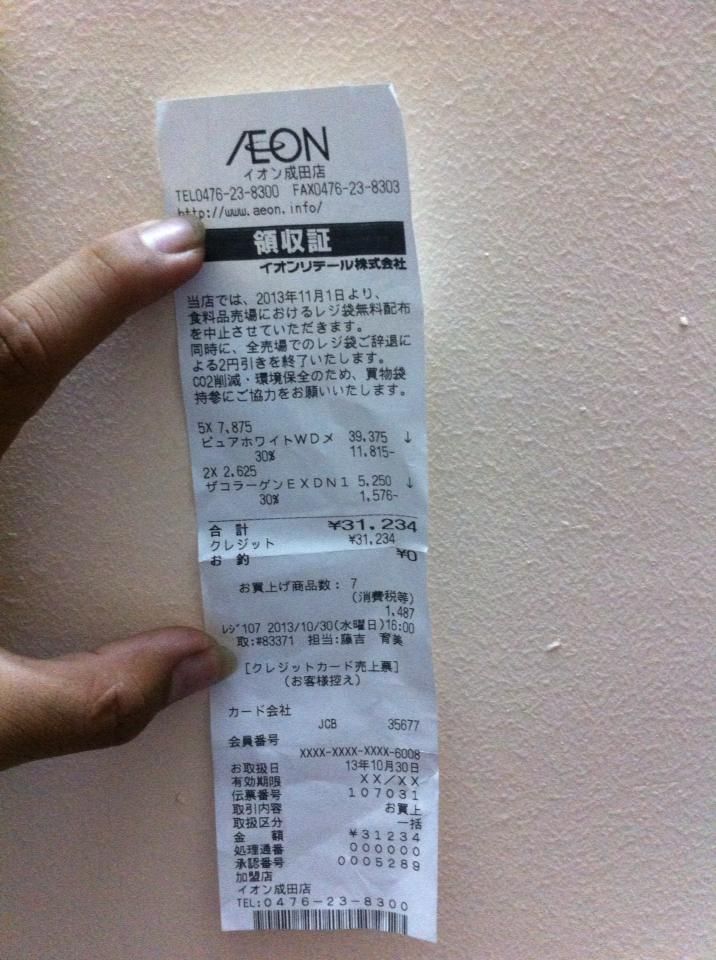 ÆON
イオン成田店
TEL0476-23-8300 FAX0476-23-8303
http://www.aeon.info/
領収証
イオンリテール株式会社
当店では、2013年11月1日より、
食料品売場におけるレジ袋無料配布
を中止させていただきます。
同時に、全売場でのレジ袋ご辞退に
よる2円引きを終了いたします。
CO2削減・環境保全のため、買物袋
持参にご協力をお願いいたします。
5X 7,875
ピュアホワイトWDメ 39,375 ↓
30% 11,815-
2X 2,625
ザコラーゲンEXDN1 5,250 ↓
30% 1,576-
合計 ¥31,234
クレジット ¥31,234
お釣 ¥0
お買上げ商品数: 7
(消費税等)
1,487
レジ107 2013/10/30(水曜日)16:00
取:#83371 担当:藤吉 育美
[クレジットカード売上票]
(お客様控え)
カード会社
JCB 35677
会員番号
XXXX-XXXX-XXXX-6008
お取扱日 13年10月30日
有効期限 XX/XX
伝票番号 107031
取引内容 お買上
取扱区分 一括
金額 ¥31234
処理通番 000000
承認番号 0005289
加盟店
イオン成田店
TEL:0476-23-8300